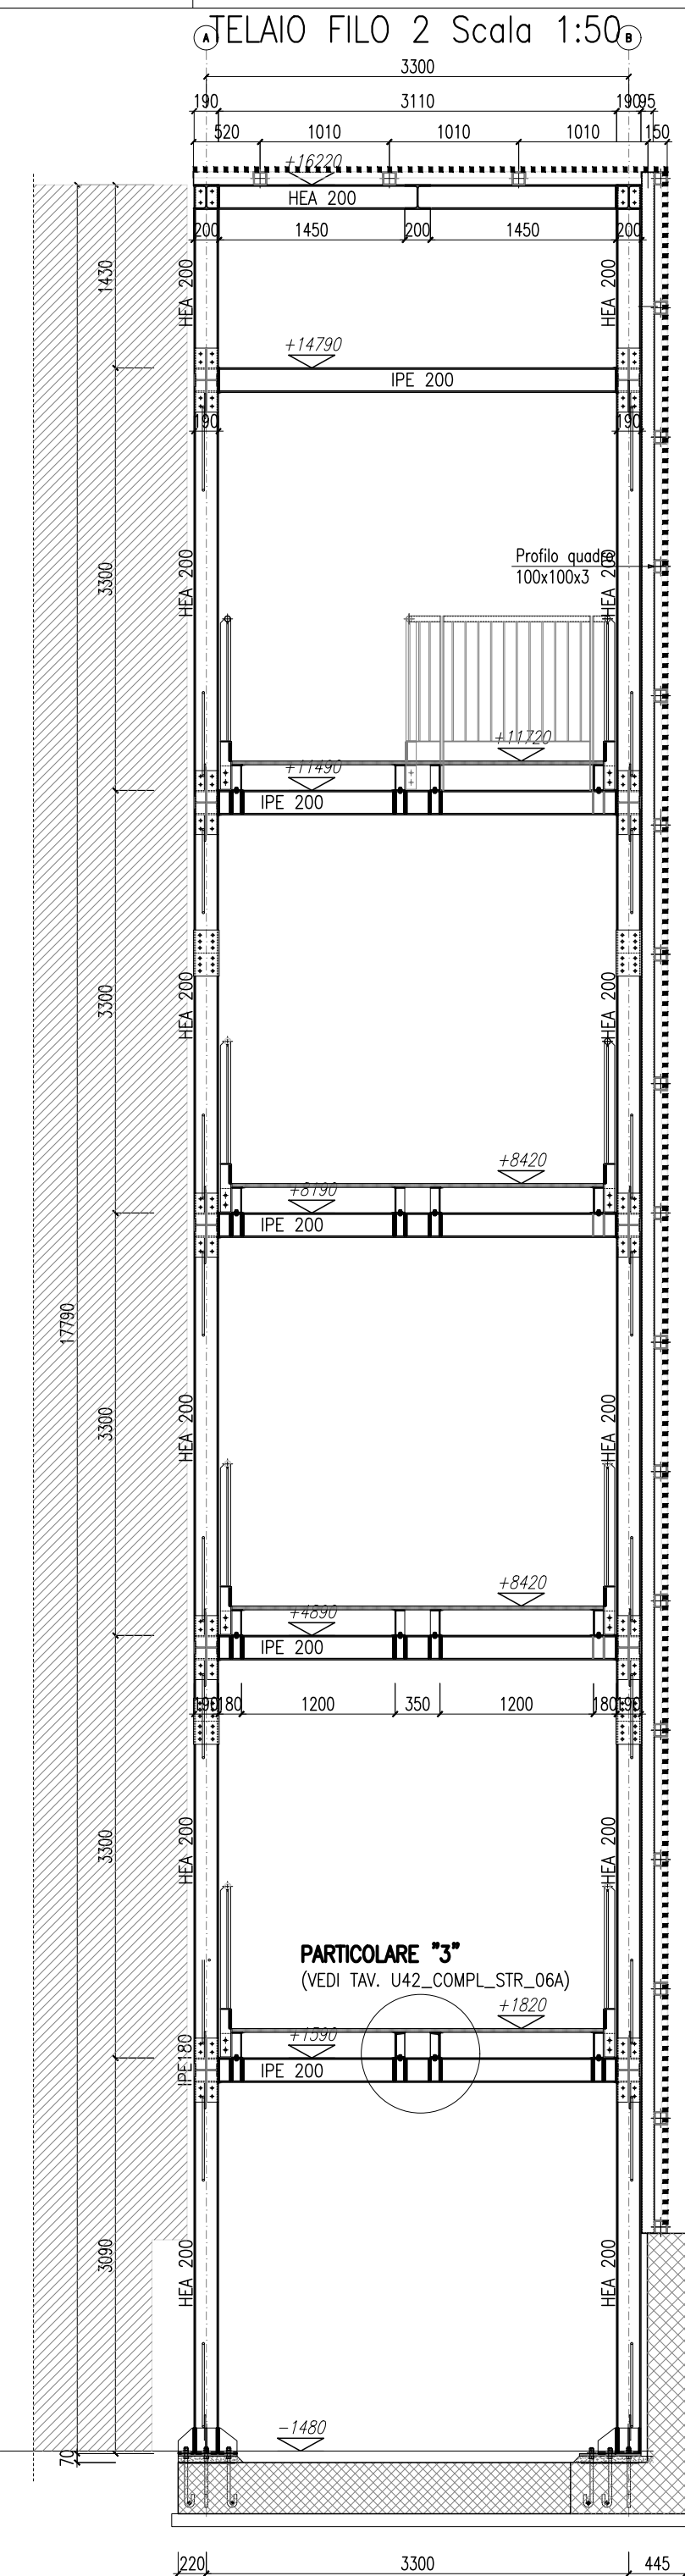 TELAIO FILO 2 Scala 1:50
A
B
3300
190
3110
190
95
520
1010
1010
1010
150
+16220
HEA 200
200
1450
200
1450
200
HEA 200
HEA 200
1430
+14790
IPE 200
190
190
Profilo quadro
100x100x3
HEA 200
HEA 200
3300
+11720
+11490
IPE 200
HEA 200
HEA 200
3300
+8420
+8190
IPE 200
17790
HEA 200
HEA 200
3300
+8420
+4890
IPE 200
190
180
1200
350
1200
180
190
HEA 200
HEA 200
3300
PARTICOLARE "3"
(VEDI TAV. U42_COMPL_STR_06A)
+1820
+1590
IPE180
IPE 200
HEA 200
HEA 200
3090
-1480
70
220
3300
445